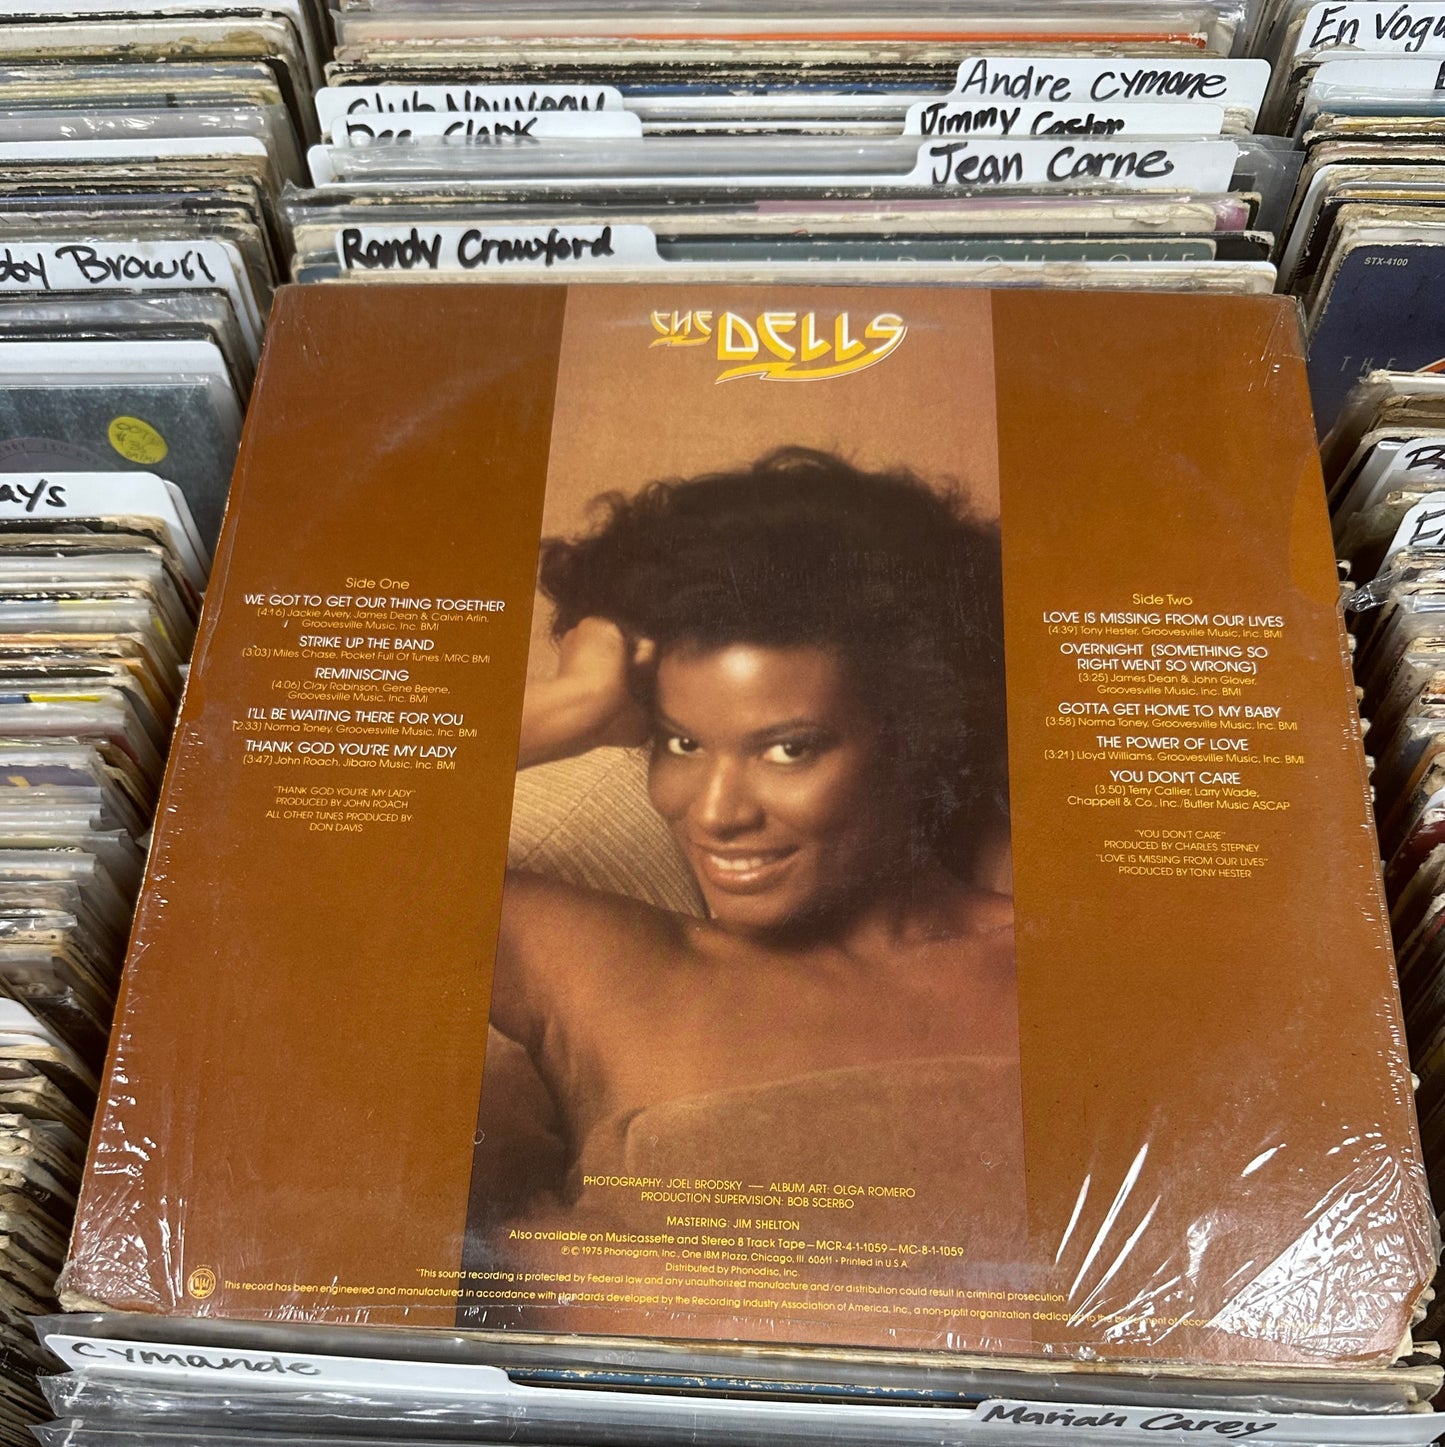 En Vogu
Andre Cymone
Club Nouveau
Jimmy Castor
Dee Clark
Jean Carne
Randy Crawford
by Brown
FIND YOU LOVE
STX-4100
THE
ays
THE DELLS
Side One
WE GOT TO GET OUR THING TOGETHER
(4:16) Jackie Avery, James Dean & Calvin Arlin,
Groovesville Music, Inc. BMI
STRIKE UP THE BAND
(3:03) Miles Chase, Pocket Full Of Tunes/MRC BMI
REMINISCING
(4:06) Clay Robinson, Gene Beene,
Groovesville Music, Inc. BMI
I'LL BE WAITING THERE FOR YOU
(2:33) Norma Toney, Groovesville Music, Inc. BMI
THANK GOD YOU'RE MY LADY
(3:47) John Roach, Jibaro Music, Inc. BMI
"THANK GOD YOU'RE MY LADY"
PRODUCED BY JOHN ROACH
ALL OTHER TUNES PRODUCED BY:
DON DAVIS
Side Two
LOVE IS MISSING FROM OUR LIVES
(4:39) Tony Hester, Groovesville Music, Inc. BMI
OVERNIGHT (SOMETHING SO
RIGHT WENT SO WRONG)
(3:25) James Dean & John Glover,
Groovesville Music, Inc. BMI
GOTTA GET HOME TO MY BABY
(3:58) Norma Toney, Groovesville Music, Inc. BMI
THE POWER OF LOVE
(3:21) Lloyd Williams, Groovesville Music, Inc. BMI
YOU DON'T CARE
(3:50) Terry Callier, Larry Wade,
Chappell & Co., Inc./Butler Music ASCAP
"YOU DON'T CARE"
PRODUCED BY CHARLES STEPNEY
"LOVE IS MISSING FROM OUR LIVES"
PRODUCED BY TONY HESTER
PHOTOGRAPHY: JOEL BRODSKY — ALBUM ART: OLGA ROMERO
PRODUCTION SUPERVISION: BOB SCERBO
MASTERING: JIM SHELTON
Also available on Musicassette and Stereo 8 Track Tape—MCR-4-1-1059—MC-8-1-1059
℗© 1975 Phonogram, Inc., One IBM Plaza, Chicago, Ill. 60611 • Printed in U.S.A.
Distributed by Phonodisc, Inc.
"This sound recording is protected by Federal law and any unauthorized manufacture and/or distribution could result in criminal prosecution."
This record has been engineered and manufactured in accordance with standards developed by the Recording Industry Association of America, Inc., a non-profit organization dedicated to the betterment of recor
Cymande
Mariah Carey